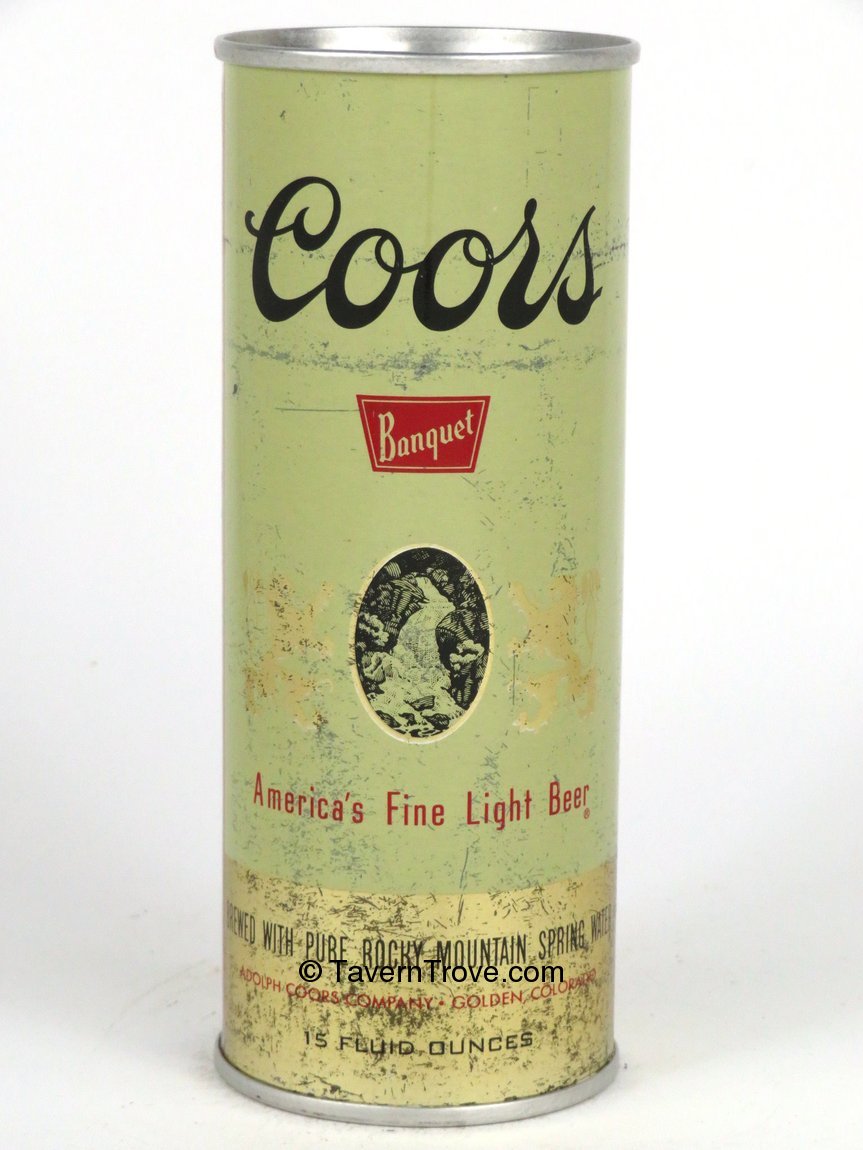 Coors
Banquet
America's Fine Light Beer®
BREWED WITH PURE ROCKY MOUNTAIN SPRING WATER
© TavernTrove.com
ADOLPH COORS COMPANY • GOLDEN, COLORADO
15 FLUID OUNCES